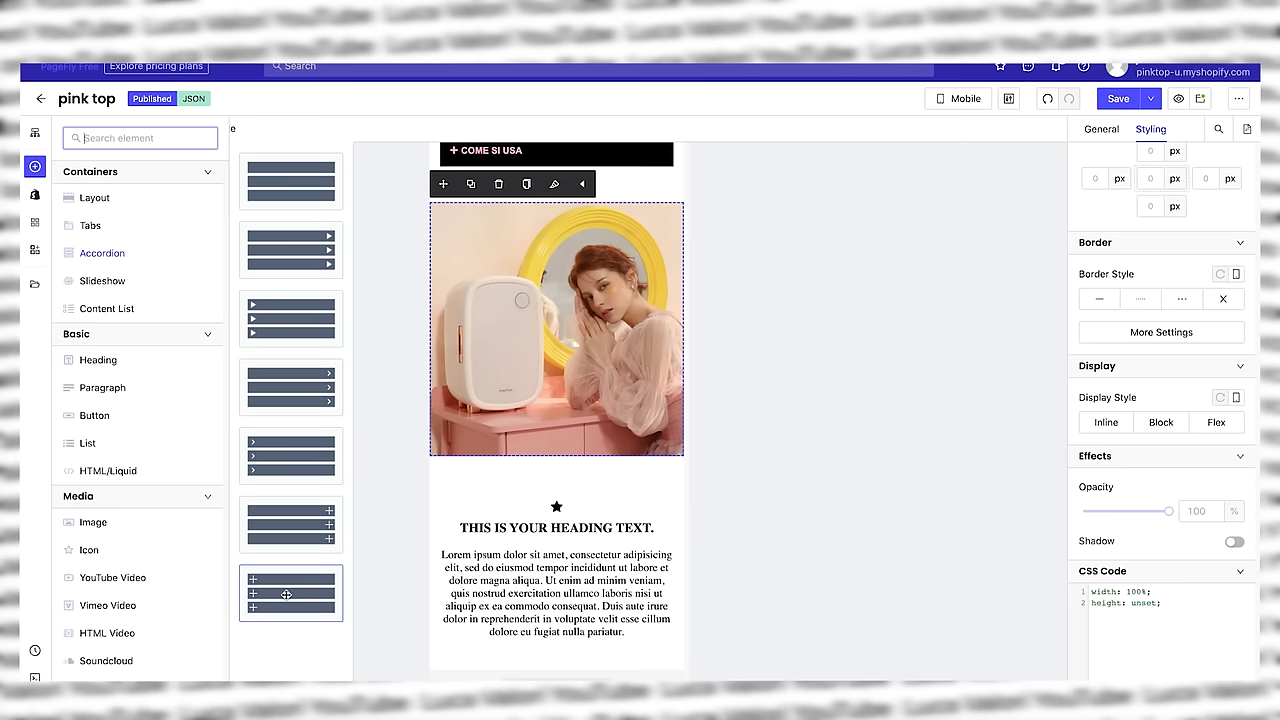 PageFly Free
Explore pricing plans
Search
pinktop-u.myshopify.com
pink top
Published
JSON
Mobile
Save
Search element
e
General
Styling
Containers
Layout
Tabs
Accordion
Slideshow
Content List
Basic
Heading
Paragraph
Button
List
HTML/Liquid
Media
Image
Icon
YouTube Video
Vimeo Video
HTML Video
Soundcloud
COME SI USA
THIS IS YOUR HEADING TEXT.
Lorem ipsum dolor sit amet, consectetur adipisicing
elit, sed do eiusmod tempor incididunt ut labore et
dolore magna aliqua. Ut enim ad minim veniam,
quis nostrud exercitation ullamco laboris nisi ut
aliquip ex ea commodo consequat. Duis aute irure
dolor in reprehenderit in voluptate velit esse cillum
dolore eu fugiat nulla pariatur.
0 px
0 px
0 px
0 px
0 px
Border
Border Style
More Settings
Display
Display Style
Inline
Block
Flex
Effects
Opacity
100 %
Shadow
CSS Code
1 width: 100%;
2 height: unset;